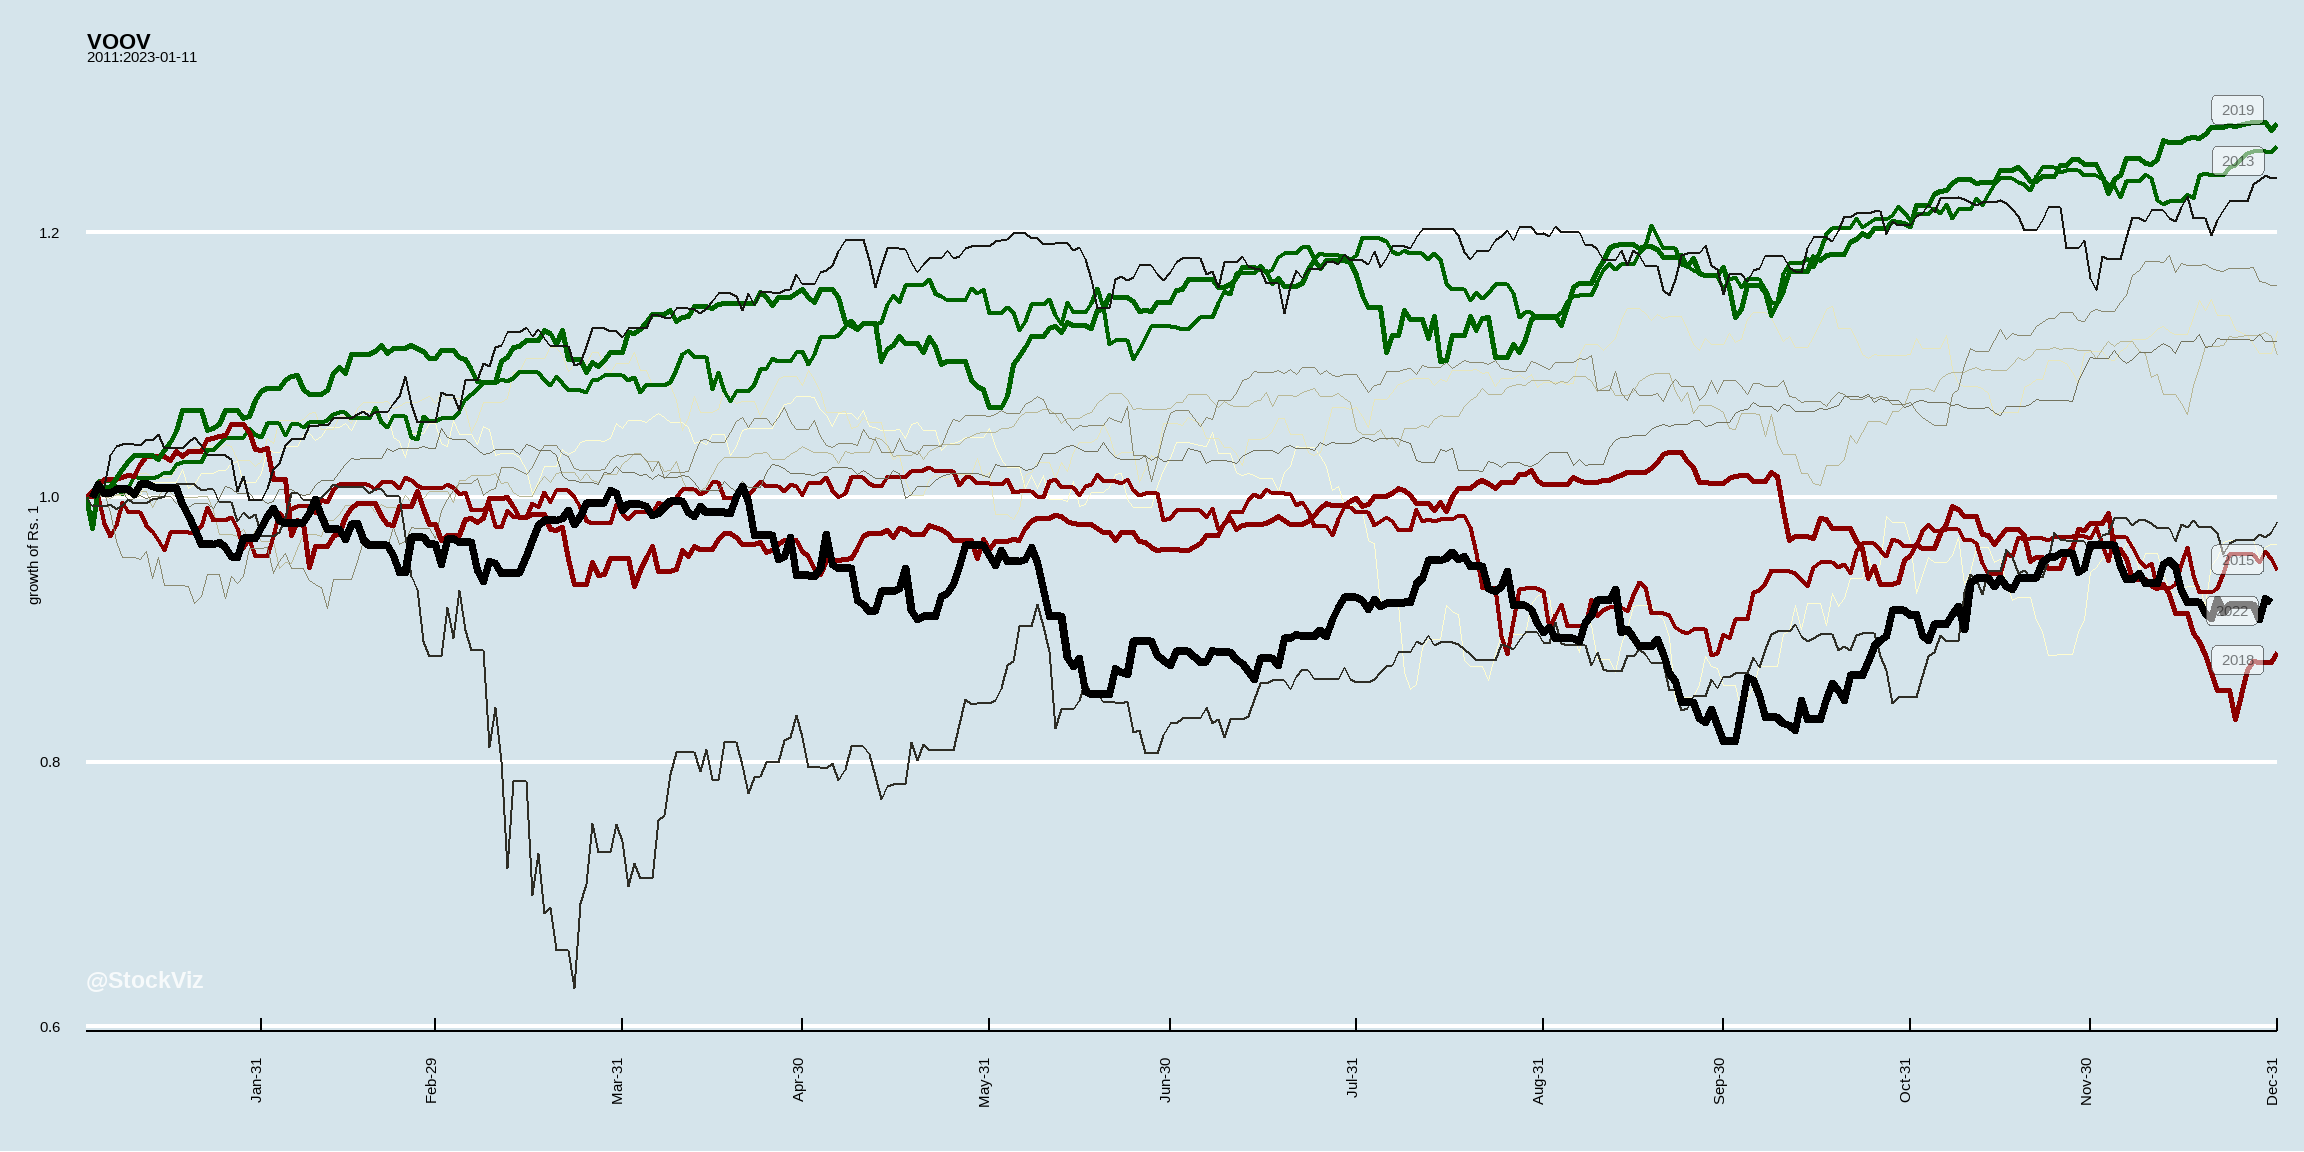 VOOV
2011:2023-01-11
2019
2013
1.2
1.0
growth of Rs. 1
2015
2022
2018
0.8
@StockViz
0.6
Jan-31
Feb-29
Mar-31
Apr-30
May-31
Jun-30
Jul-31
Aug-31
Sep-30
Oct-31
Nov-30
Dec-31